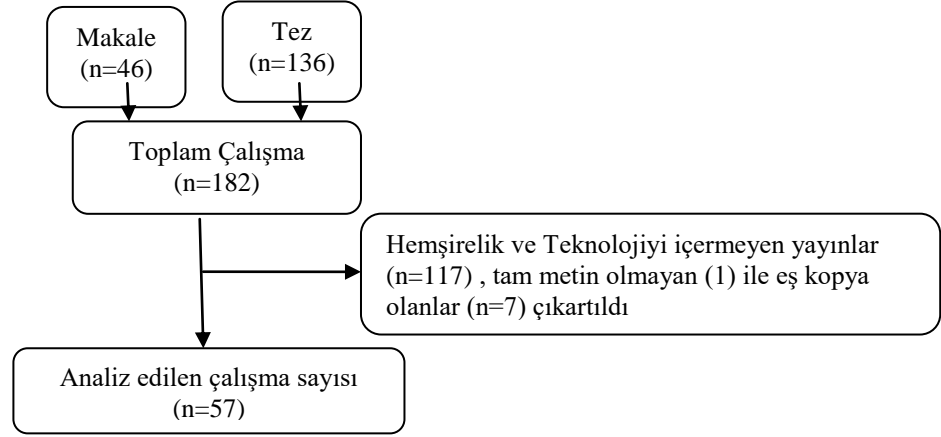 Makale
(n=46)
Tez
(n=136)
Toplam Çalışma
(n=182)
Hemşirelik ve Teknolojiyi içermeyen yayınlar
(n=117) , tam metin olmayan (1) ile eş kopya
olanlar (n=7) çıkartıldı
Analiz edilen çalışma sayısı
(n=57)